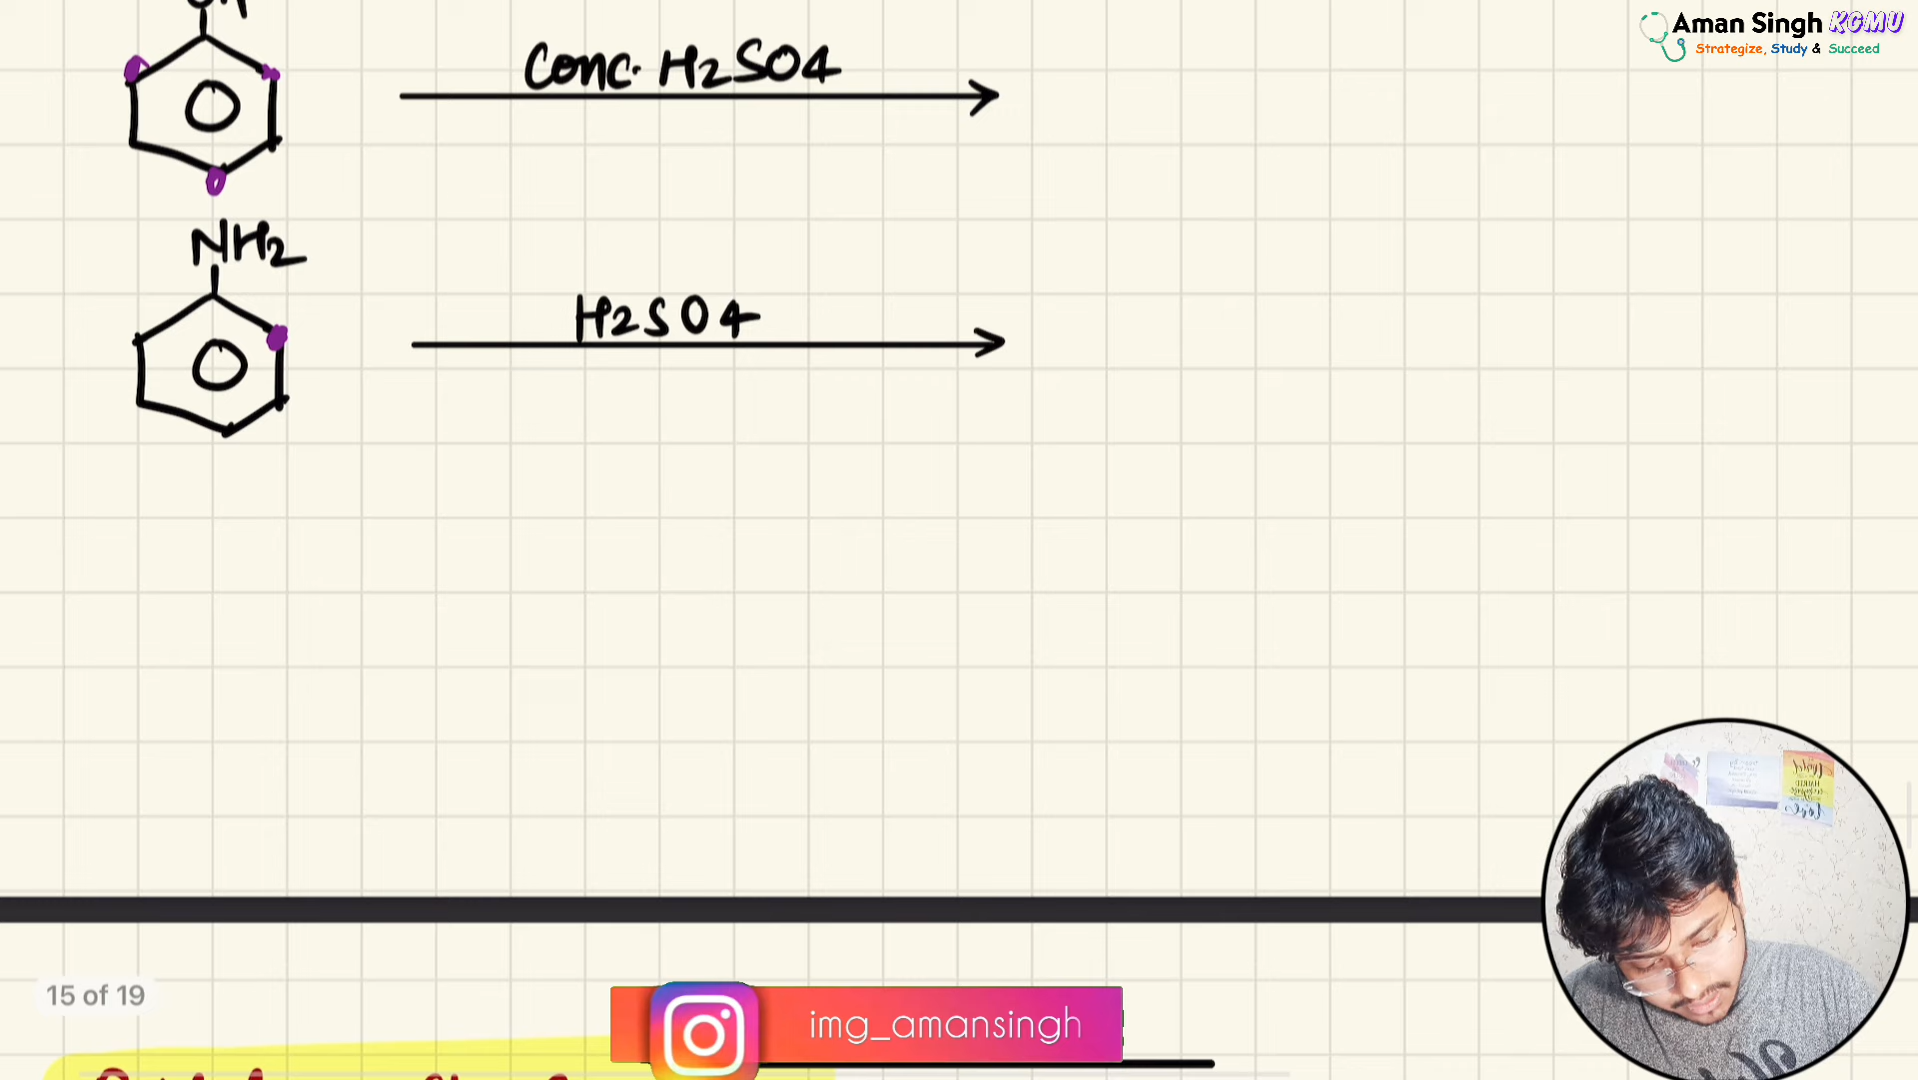 Aman Singh KGMU
Strategize, Study & Succeed
Conc. H2SO4
NH2
H2SO4
15 of 19
img_amansingh